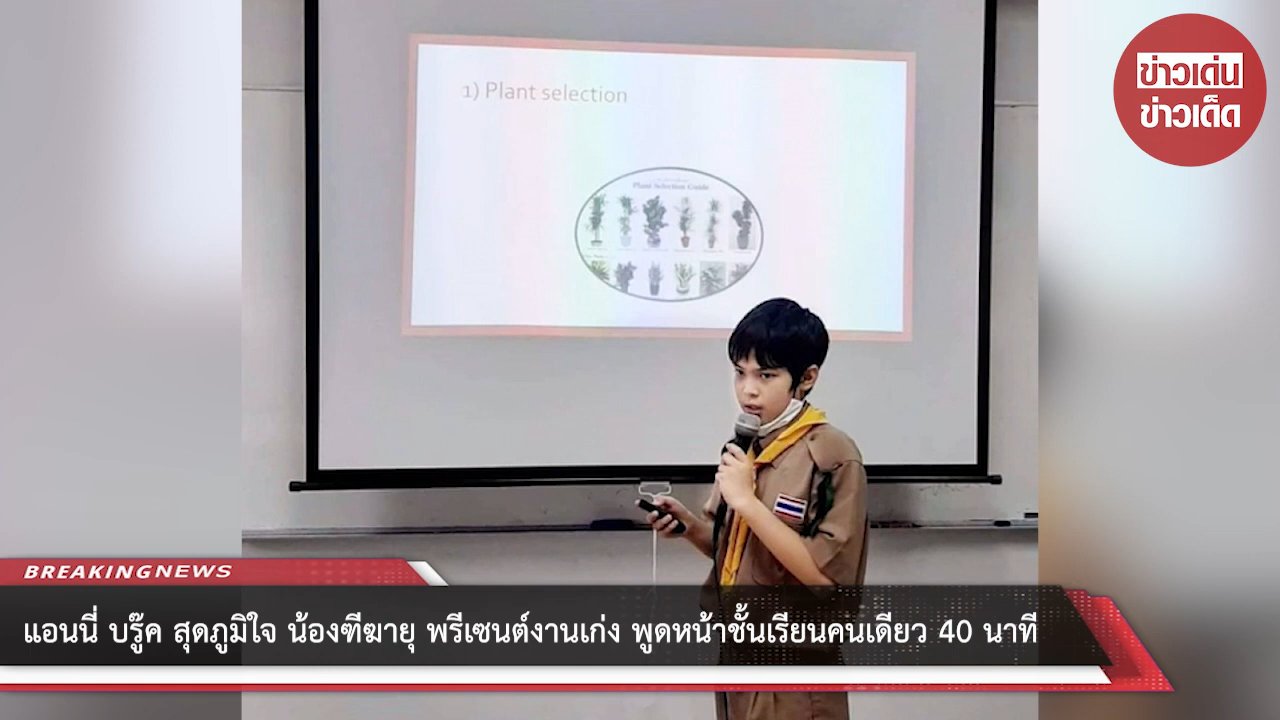 ข่าวเด่น
ข่าวเด็ด
1) Plant selection
Plant Selection Guide
BREAKING NEWS
แอนนี่ บรู๊ค สุดภูมิใจ น้องฑีฆายุ พรีเซนต์งานเก่ง พูดหน้าชั้นเรียนคนเดียว 40 นาที